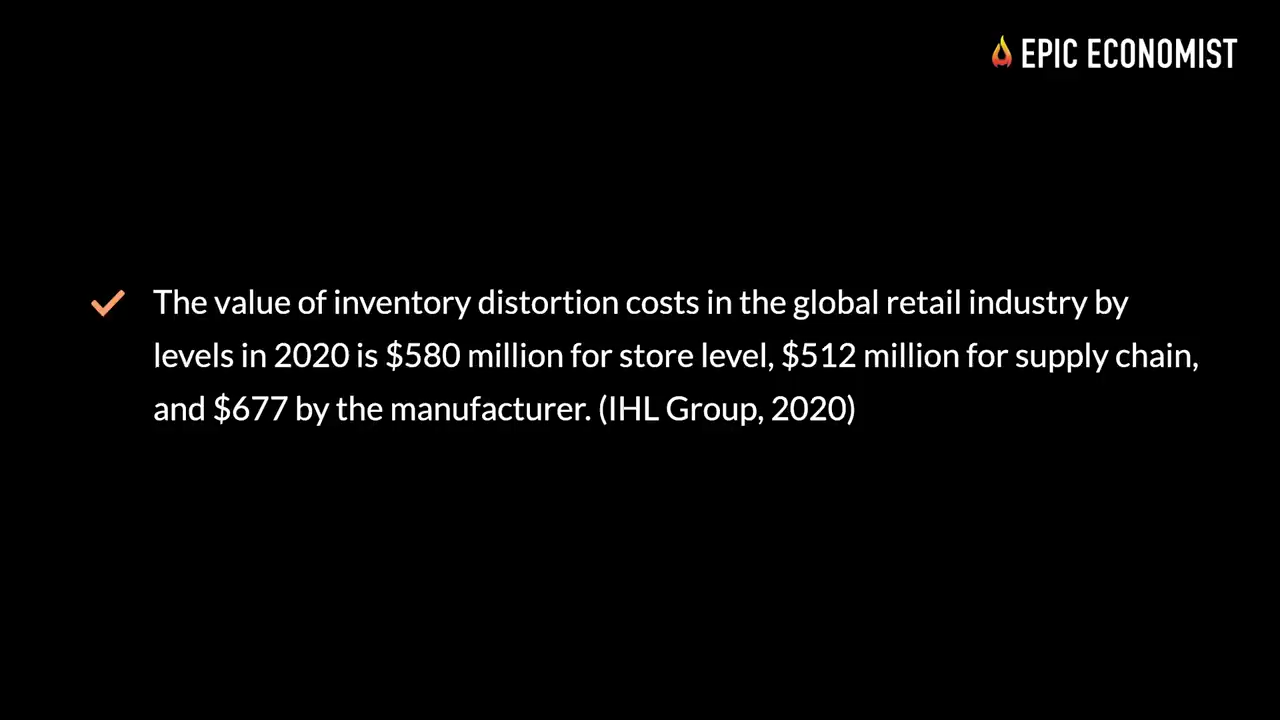 EPIC ECONOMIST
The value of inventory distortion costs in the global retail industry by
levels in 2020 is $580 million for store level, $512 million for supply chain,
and $677 by the manufacturer. (IHL Group, 2020)